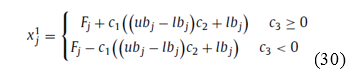 x_j^1 = { F_j + c_1((ub_j − lb_j)c_2 + lb_j) c_3 ≥ 0
F_j − c_1((ub_j − lb_j)c_2 + lb_j) c_3 < 0
(30)